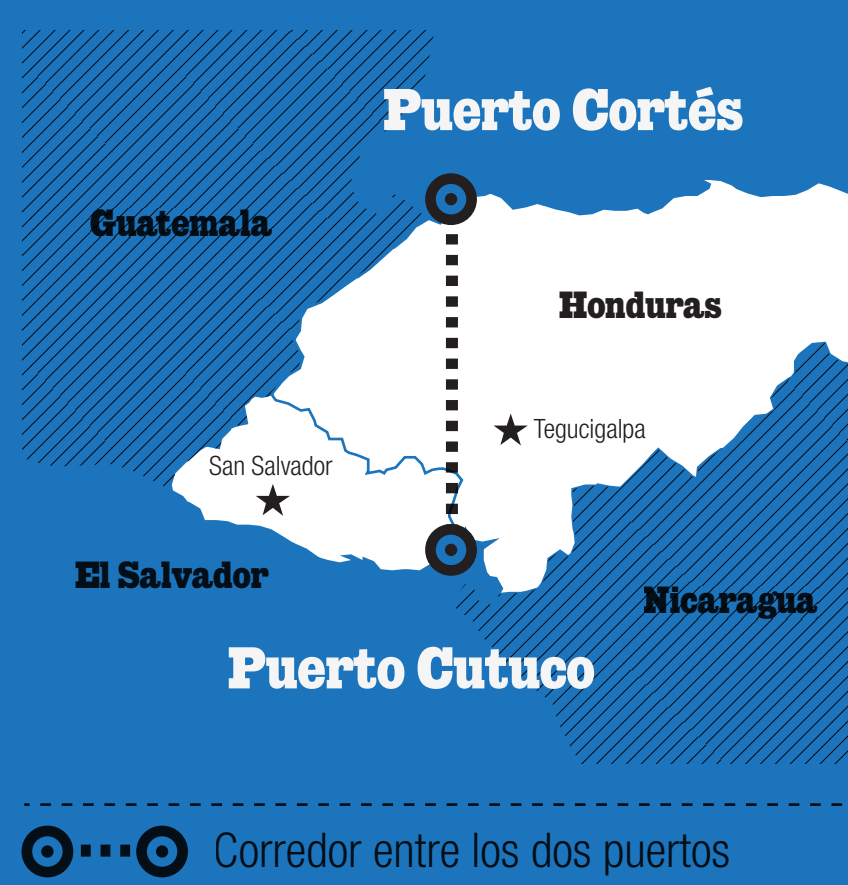 Puerto Cortés
Guatemala
Honduras
Tegucigalpa
San Salvador
El Salvador
Nicaragua
Puerto Cutuco
Corredor entre los dos puertos